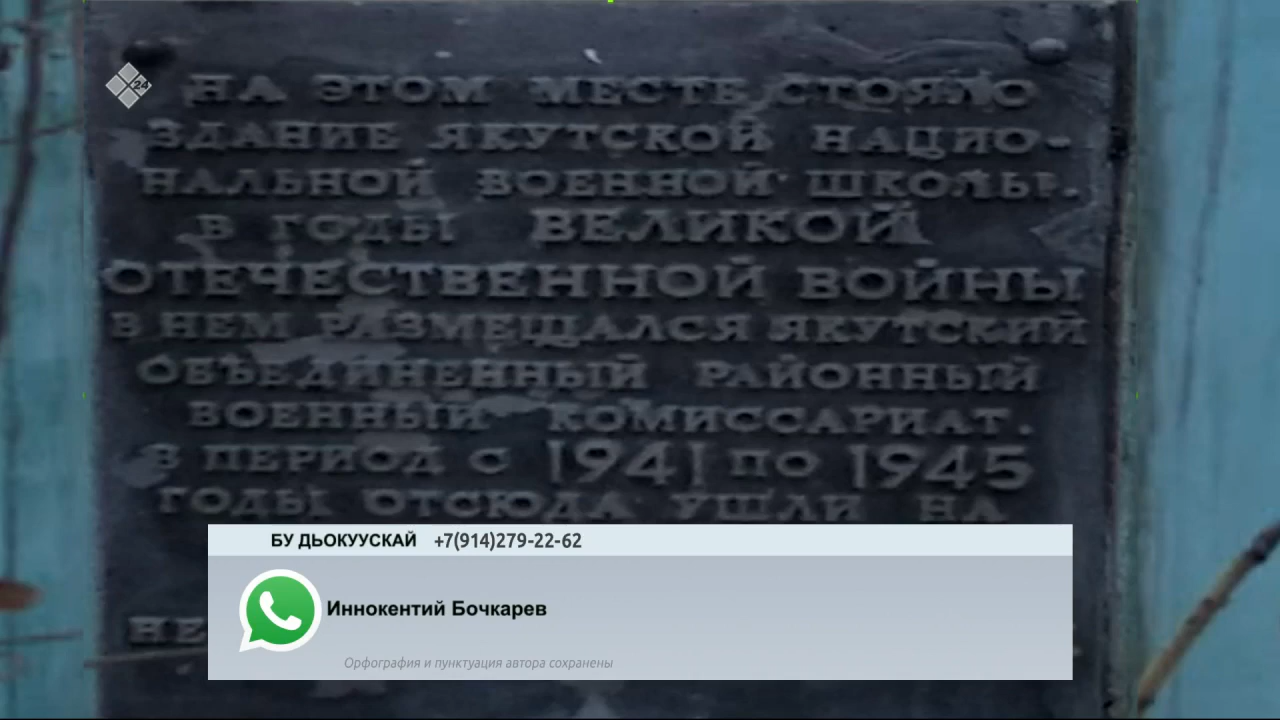 24
НА ЭТОМ МЕСТЕ СТОЯЛО
ЗДАНИЕ ЯКУТСКОЙ НАЦИО-
НАЛЬНОЙ ВОЕННОЙ ШКОЛЫ.
В ГОДЫ ВЕЛИКОЙ
ОТЕЧЕСТВЕННОЙ ВОЙНЫ
В НЕМ РАЗМЕЩАЛСЯ ЯКУТСКИЙ
ОБЪЕДИНЕННЫЙ РАЙОННЫЙ
ВОЕННЫЙ КОМИССАРИАТ.
В ПЕРИОД С 1941 ПО 1945
ГОДЫ ОТСЮДА УШЛИ НА
НЕ
БУ ДЬОКУУСКАЙ +7(914)279-22-62
Иннокентий Бочкарев
Орфография и пунктуация автора сохранены